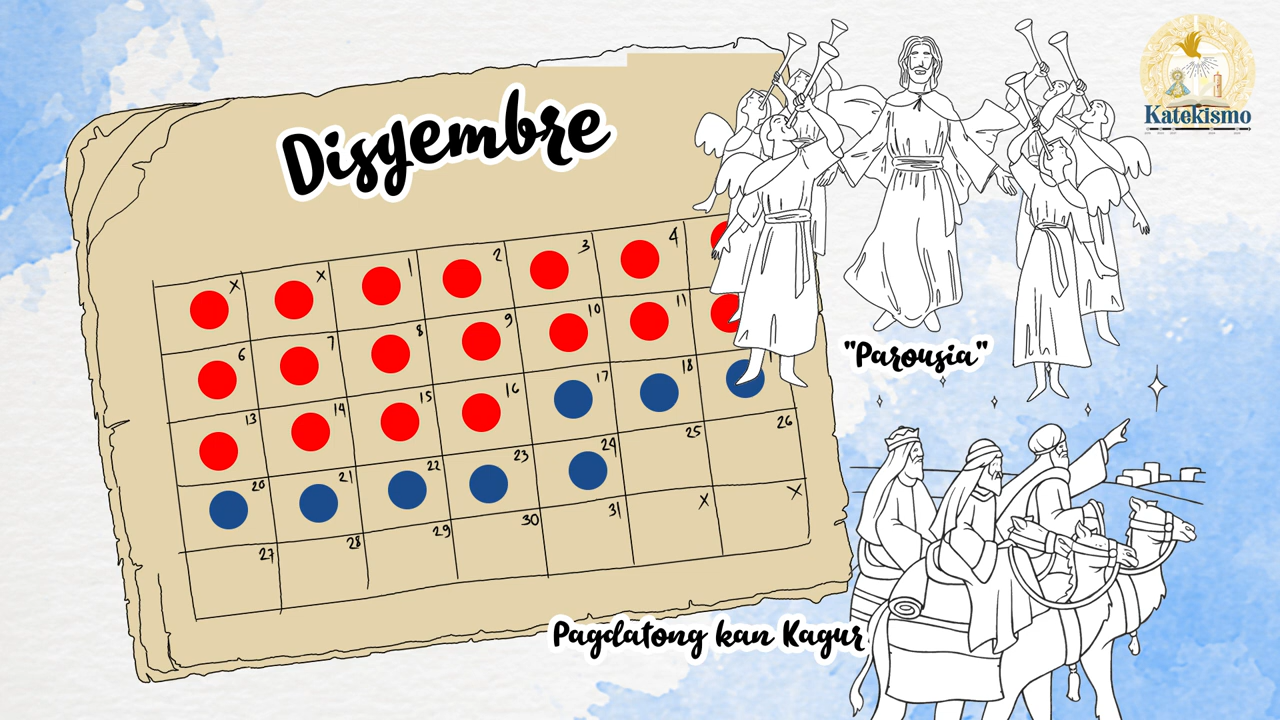 Disgembre
x x 1 2 3 4
6 7 8 9 10 11
13 14 15 16 17 18
20 21 22 23 24 25 26
27 28 29 30 31 x x
"Parousia"
Pagdatong kan Kagur
Katekismo